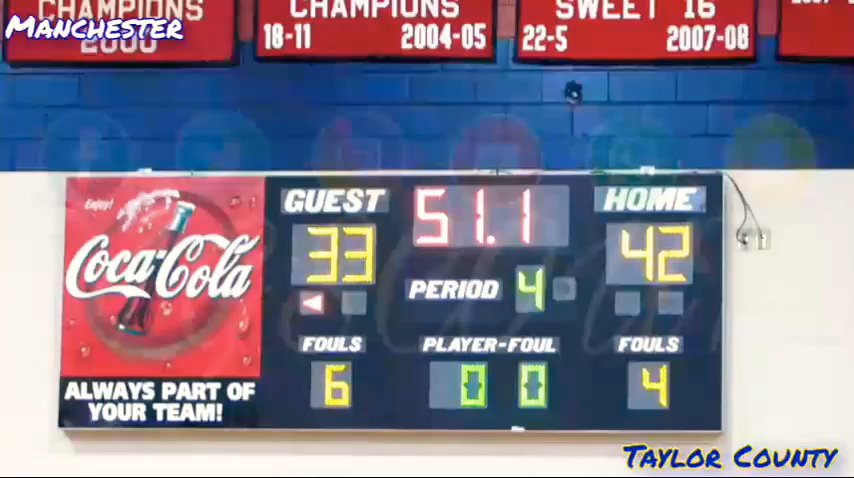 CHAMPIONS
2000
CHAMPIONS
18-11 2004-05
SWEET 16
22-5 2007-08
Manchester
Enjoy!
Coca-Cola
ALWAYS PART OF
YOUR TEAM!
GUEST 51.1 HOME
33 42
PERIOD 4
FOULS PLAYER-FOUL FOULS
6 0 0 4
Taylor County